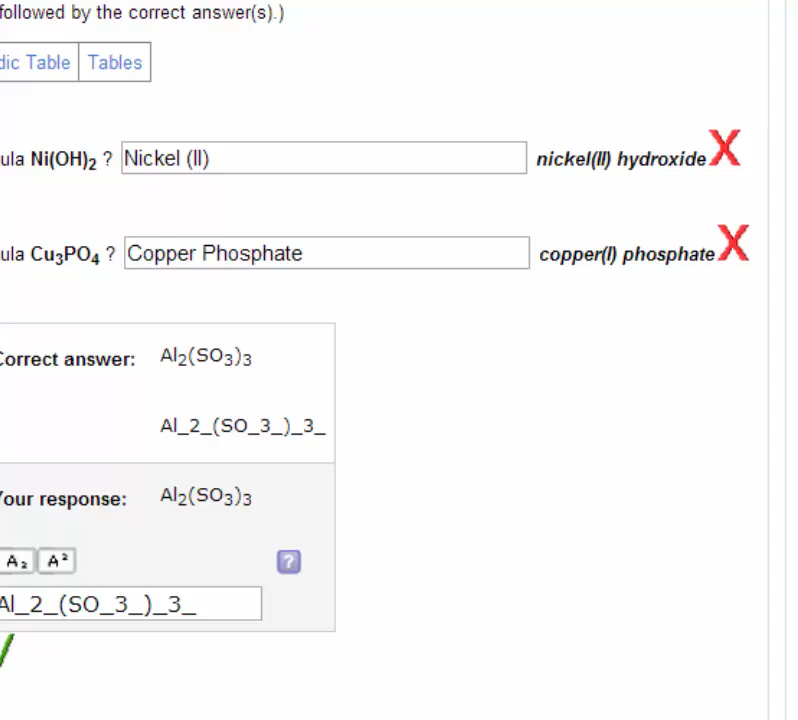 followed by the correct answer(s).)
dic Table Tables
ula Ni(OH)₂ ? Nickel (II) nickel(II) hydroxide X
ula Cu₃PO₄ ? Copper Phosphate copper(I) phosphate X
Correct answer: Al₂(SO₃)₃
Al_2_(SO_3_)_3_
Your response: Al₂(SO₃)₃
A₂ A² ?
Al_2_(SO_3_)_3_